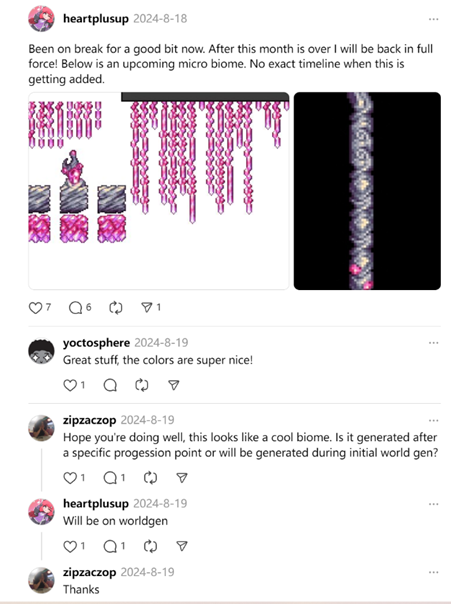 heartplusup 2024-8-18
Been on break for a good bit now. After this month is over I will be back in full
force! Below is an upcoming micro biome. No exact timeline when this is
getting added.
7 6 1
yoctosphere 2024-8-19
Great stuff, the colors are super nice!
1
zipzaczop 2024-8-19
Hope you're doing well, this looks like a cool biome. Is it generated after
a specific progession point or will be generated during initial world gen?
1 1
heartplusup 2024-8-19
Will be on worldgen
1 1
zipzaczop 2024-8-19
Thanks